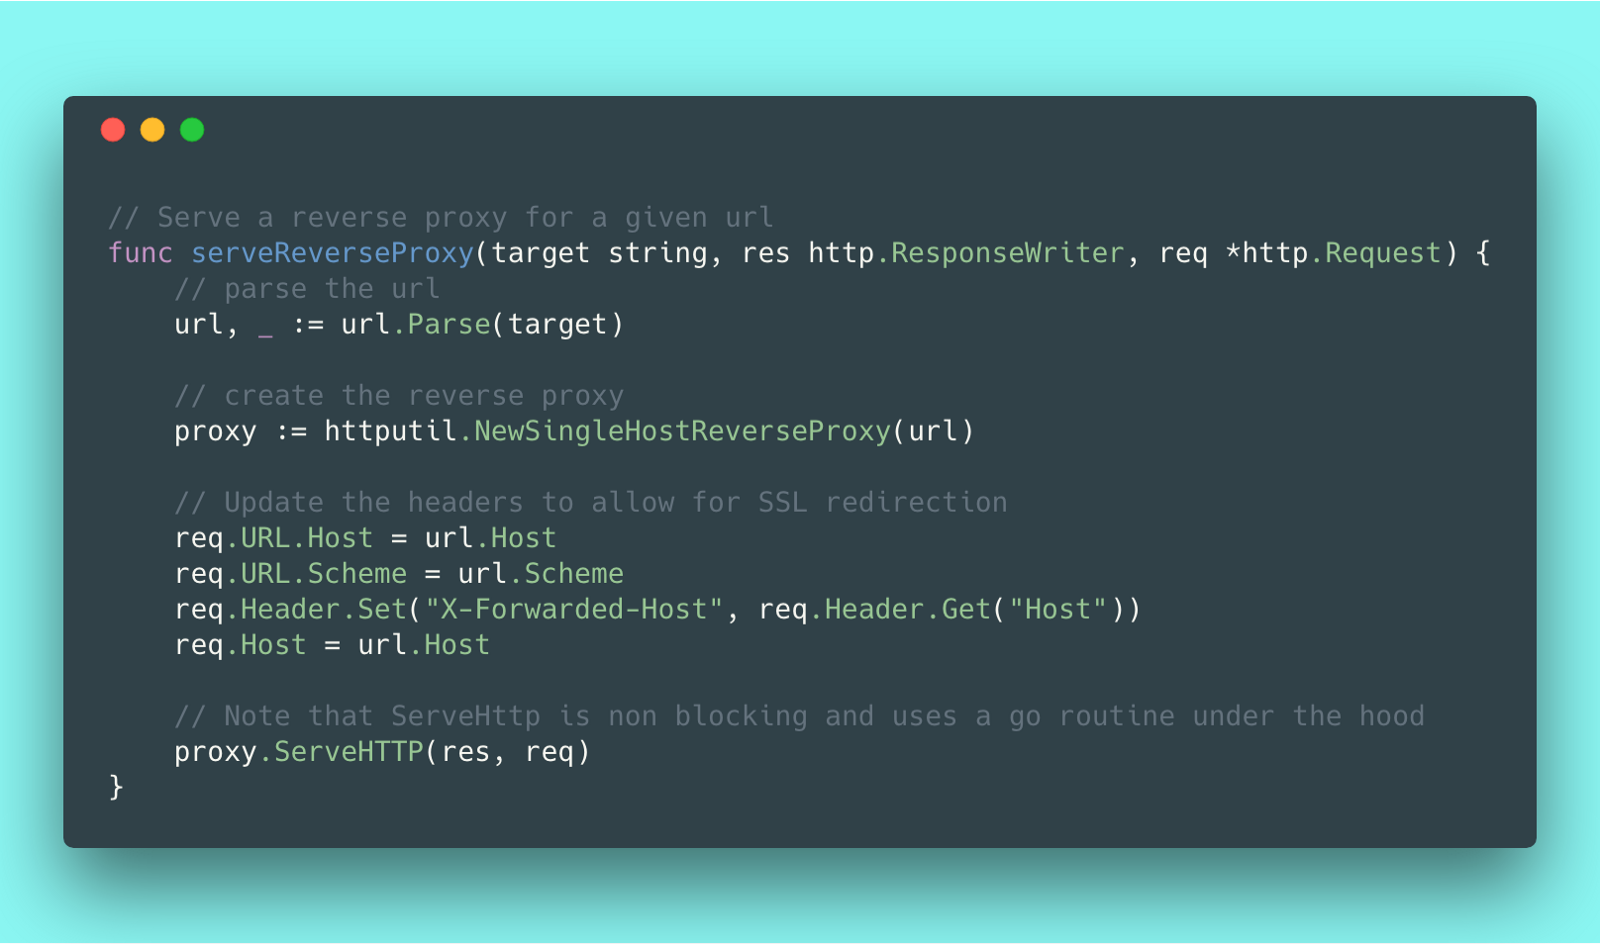 // Serve a reverse proxy for a given url
func serveReverseProxy(target string, res http.ResponseWriter, req *http.Request) {
    // parse the url
    url, _ := url.Parse(target)

    // create the reverse proxy
    proxy := httputil.NewSingleHostReverseProxy(url)

    // Update the headers to allow for SSL redirection
    req.URL.Host = url.Host
    req.URL.Scheme = url.Scheme
    req.Header.Set("X-Forwarded-Host", req.Header.Get("Host"))
    req.Host = url.Host

    // Note that ServeHttp is non blocking and uses a go routine under the hood
    proxy.ServeHTTP(res, req)
}